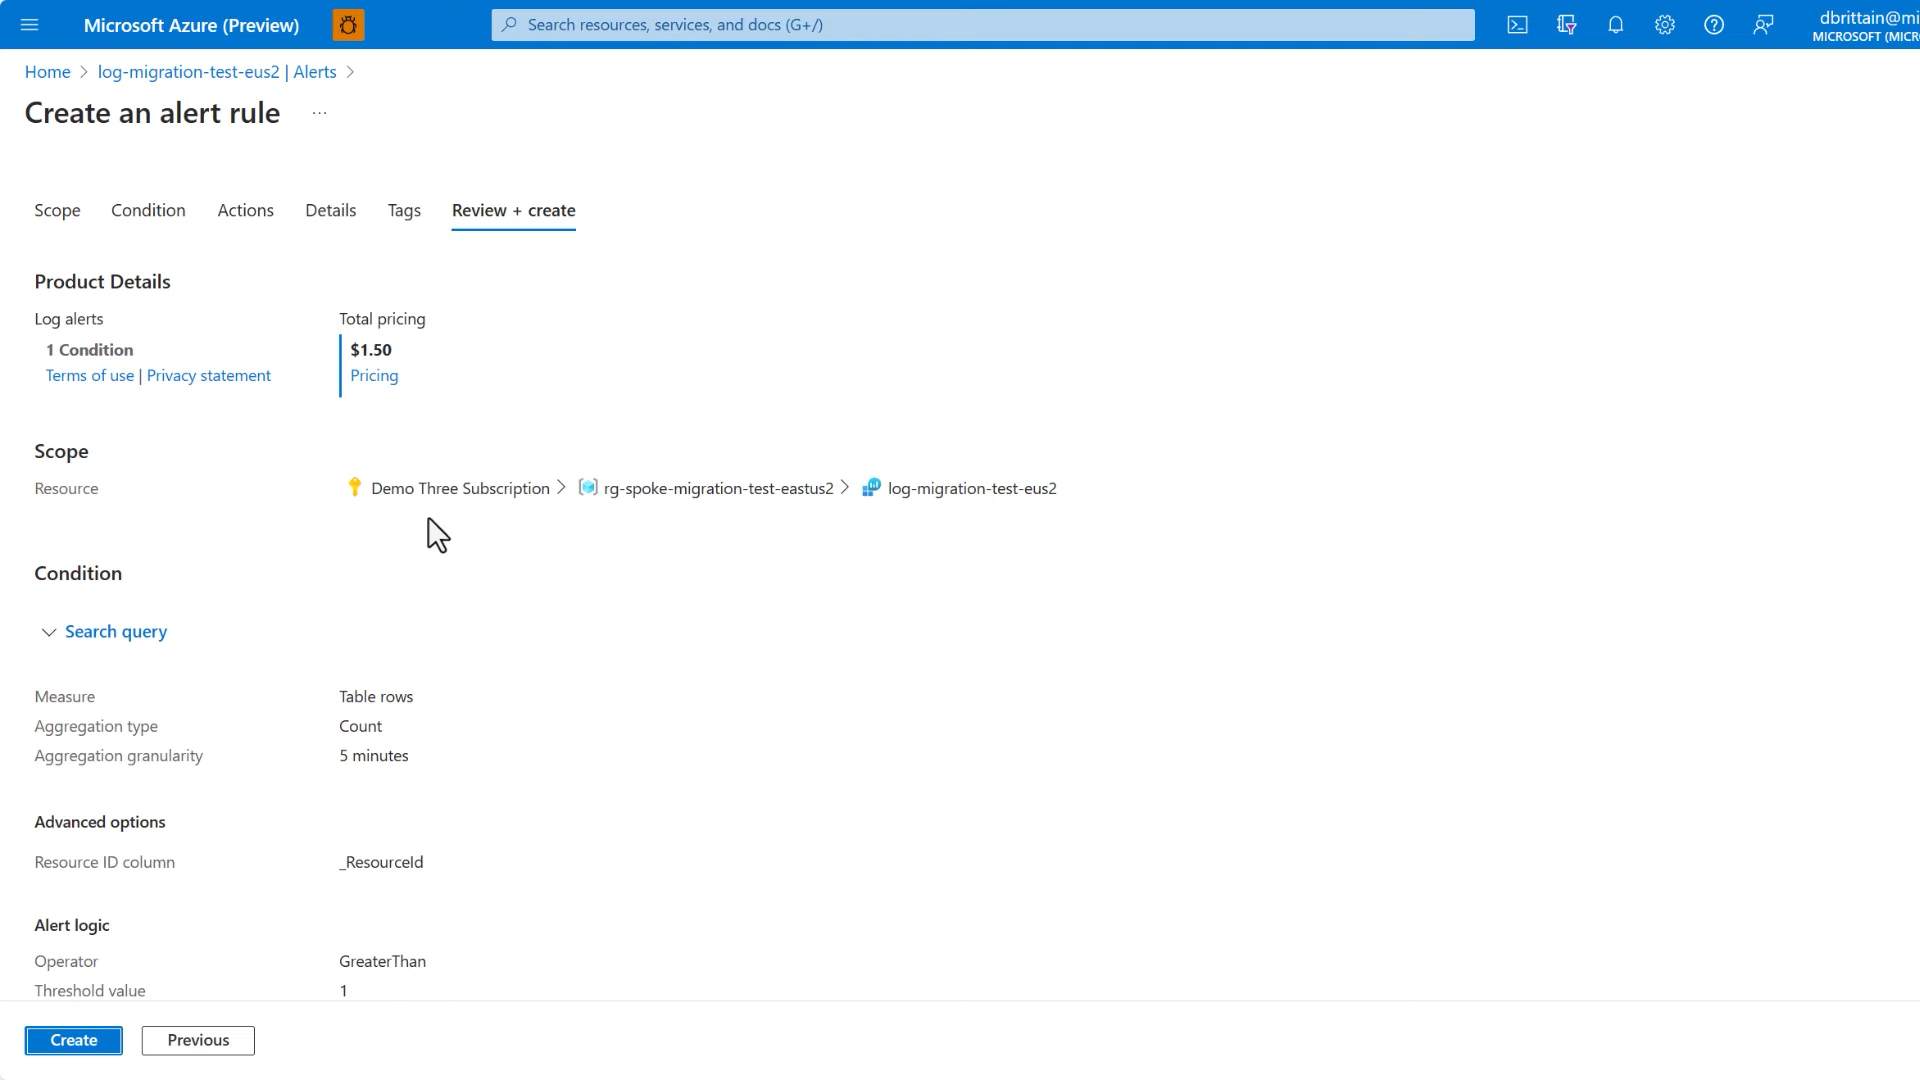 Microsoft Azure (Preview)
Search resources, services, and docs (G+/)
dbrittain@mi
MICROSOFT (MICR
Home > log-migration-test-eus2 | Alerts >
Create an alert rule ...
Scope Condition Actions Details Tags Review + create
Product Details
Log alerts Total pricing
1 Condition $1.50
Terms of use | Privacy statement Pricing
Scope
Resource Demo Three Subscription > rg-spoke-migration-test-eastus2 > log-migration-test-eus2
Condition
Search query
Measure Table rows
Aggregation type Count
Aggregation granularity 5 minutes
Advanced options
Resource ID column _ResourceId
Alert logic
Operator GreaterThan
Threshold value 1
Create Previous